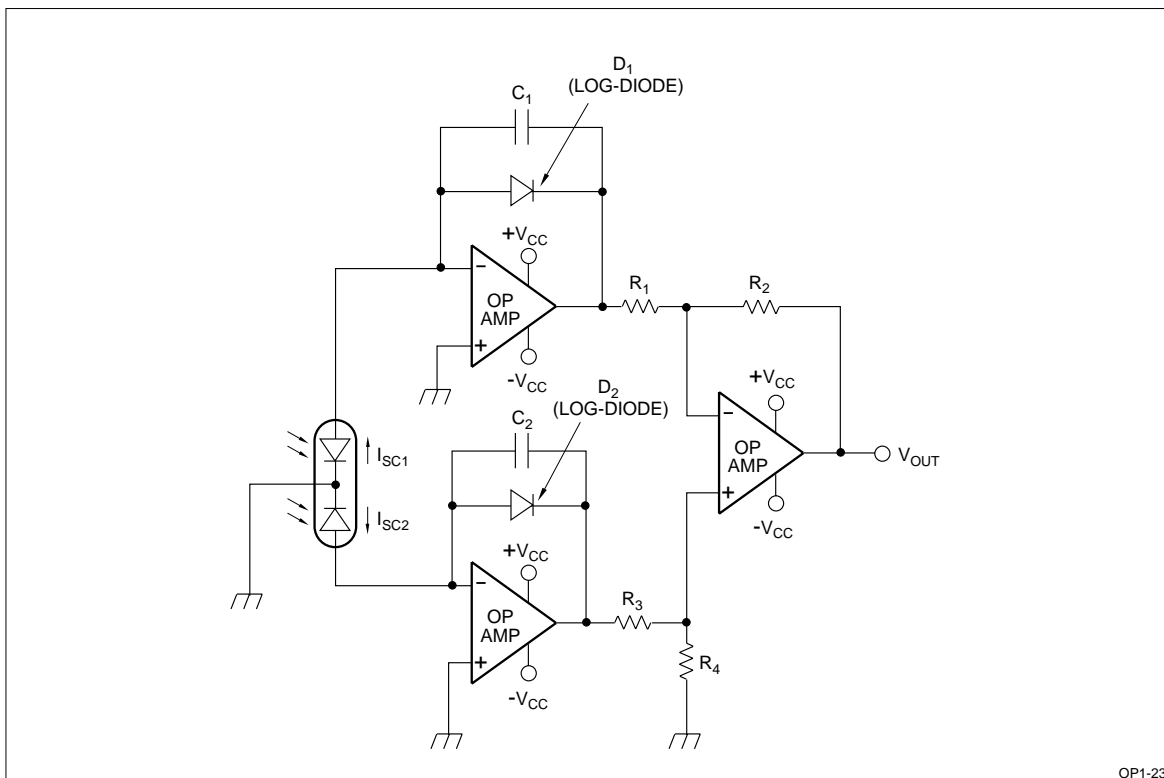 D1
(LOG-DIODE)
C1
+VCC
-
OP
AMP
+
-VCC
R1
R2
D2
(LOG-DIODE)
C2
+VCC
-
OP
AMP
+
-VCC
VOUT
ISC1
ISC2
+VCC
-
OP
AMP
+
-VCC
R3
R4
OP1-23